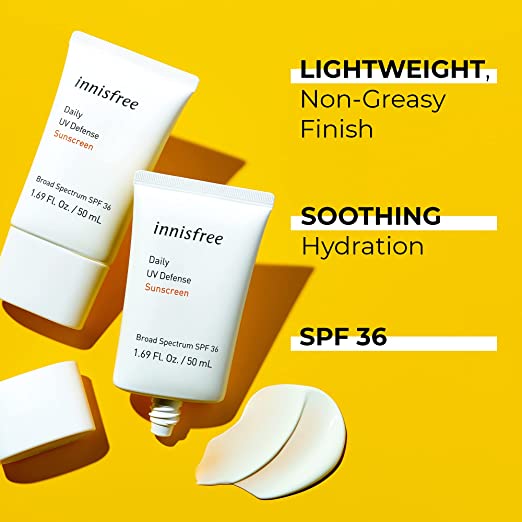 innisfree
Daily
UV Defense
Sunscreen
Broad Spectrum SPF 36
1.69 Fl. Oz. / 50 mL
innisfree
Daily
UV Defense
Sunscreen
Broad Spectrum SPF 36
1.69 Fl. Oz. / 50 mL
LIGHTWEIGHT,
Non-Greasy
Finish
SOOTHING
Hydration
SPF 36